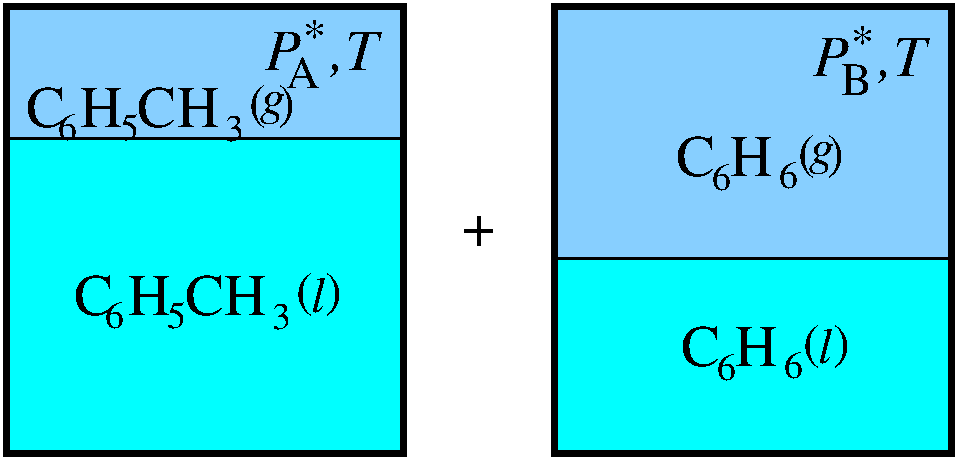 P*A, T
C6H5CH3(g)
C6H5CH3(l)
+
P*B, T
C6H6(g)
C6H6(l)